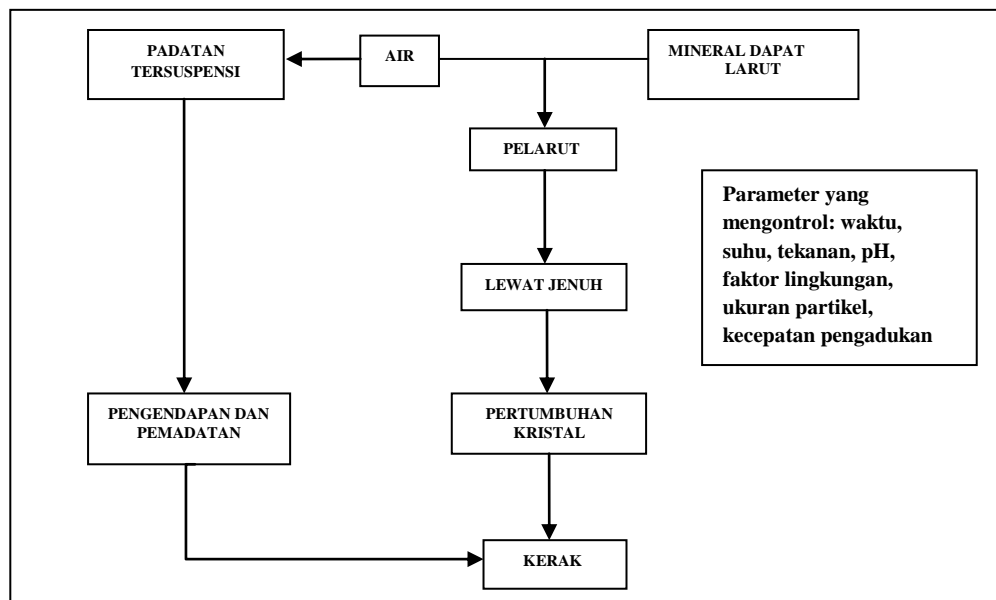 PADATAN
TERSUSPENSI
AIR
MINERAL DAPAT
LARUT
PELARUT
Parameter yang
mengontrol: waktu,
suhu, tekanan, pH,
faktor lingkungan,
ukuran partikel,
kecepatan pengadukan
LEWAT JENUH
PENGENDAPAN DAN
PEMADATAN
PERTUMBUHAN
KRISTAL
KERAK